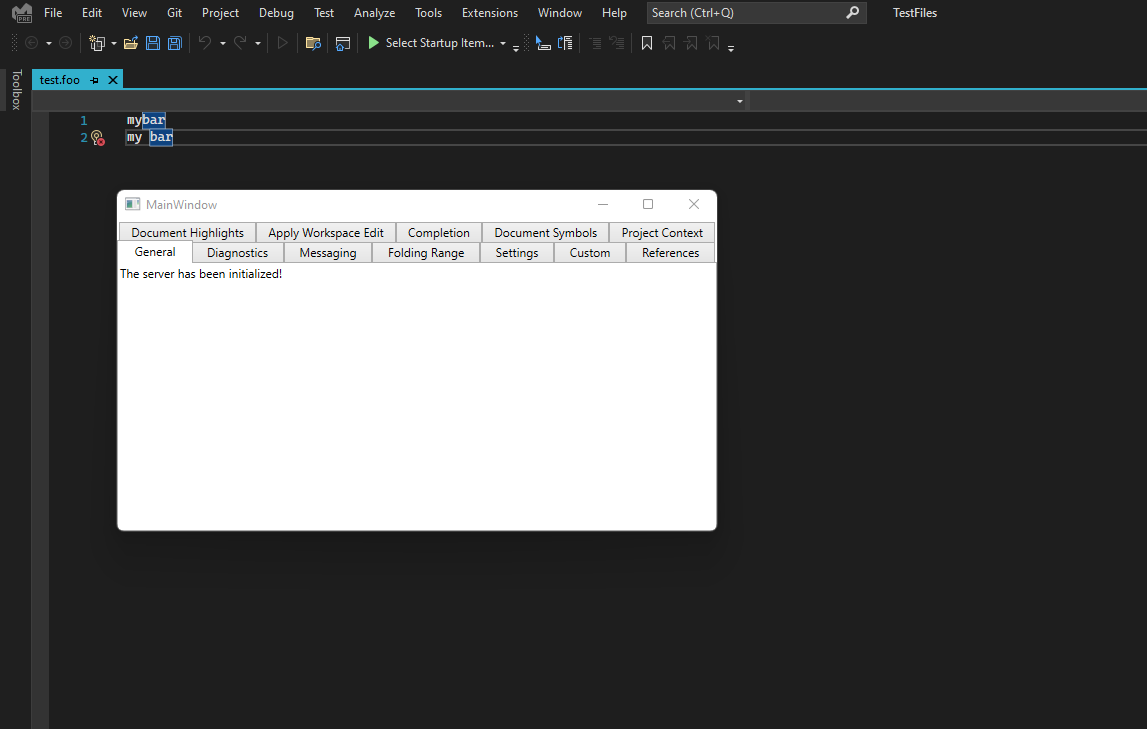 PRE File Edit View Git Project Debug Test Analyze Tools Extensions Window Help Search (Ctrl+Q) TestFiles
Select Startup Item...
Toolbox
test.foo
1 mybar
2 my bar
MainWindow
Document Highlights Apply Workspace Edit Completion Document Symbols Project Context
General Diagnostics Messaging Folding Range Settings Custom References
The server has been initialized!